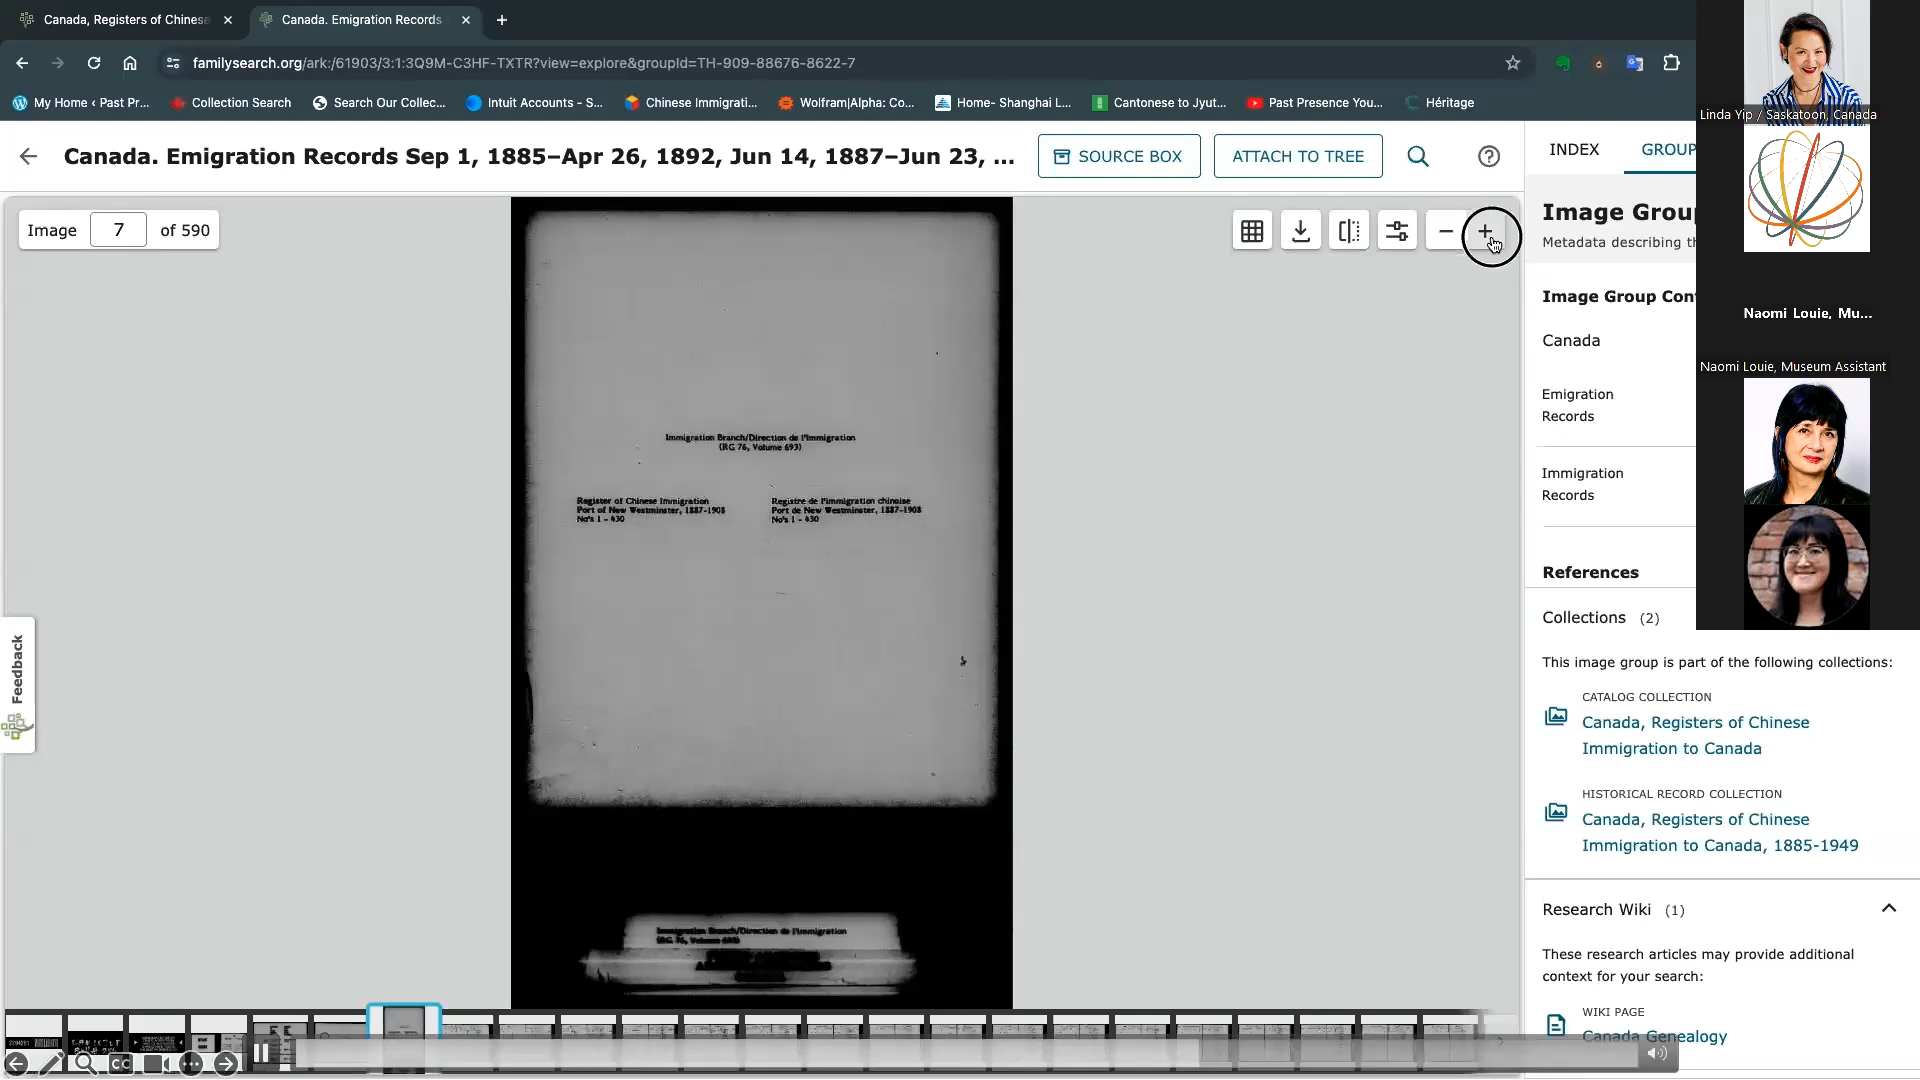 Canada, Registers of Chinese
Canada. Emigration Records
familysearch.org/ark:/61903/3:1:3Q9M-C3HF-TXTR?view=explore&groupId=TH-909-88676-8622-7
My Home ‹ Past Pr...
Collection Search
Search Our Collec...
Intuit Accounts - S...
Chinese Immigrati...
Wolfram|Alpha: Co...
Home- Shanghai L...
Cantonese to Jyut...
Past Presence You...
Héritage
Canada. Emigration Records Sep 1, 1885–Apr 26, 1892, Jun 14, 1887–Jun 23, ...
SOURCE BOX
ATTACH TO TREE
Image 7 of 590
Immigration Branch/Direction de l'Immigration
(RG 76, Volume 693)
Register of Chinese Immigration
Port of New Westminster, 1887-1908
No's 1 - 430
Registre de l'immigration chinoise
Port de New Westminster, 1887-1908
No's 1 - 430
Immigration Branch/Direction de l'Immigration
(RG 76, Volume 693)
Feedback
CC
INDEX
GROUP
Image Grou
Metadata describing th
Image Group Con
Canada
Emigration
Records
Immigration
Records
References
Collections (2)
This image group is part of the following collections:
CATALOG COLLECTION
Canada, Registers of Chinese
Immigration to Canada
HISTORICAL RECORD COLLECTION
Canada, Registers of Chinese
Immigration to Canada, 1885-1949
Research Wiki (1)
These research articles may provide additional
context for your search:
WIKI PAGE
Canada Genealogy
Linda Yip / Saskatoon, Canada
Naomi Louie, Mu...
Naomi Louie, Museum Assistant